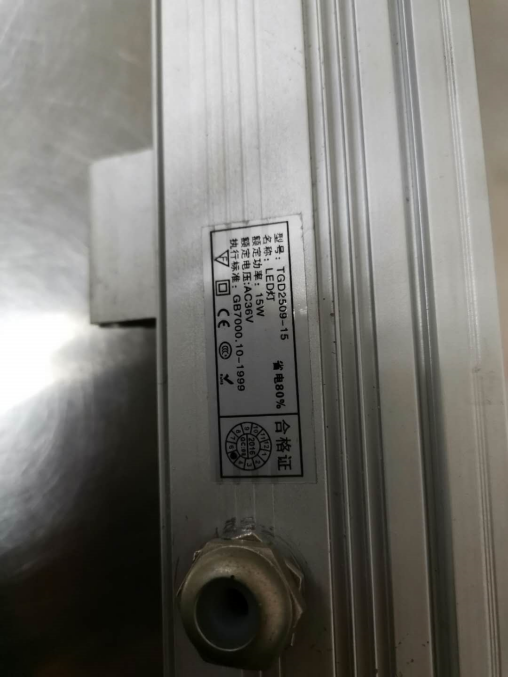 型号：TGD2509-15
名称：LED灯
额定功率：15W
额定电压:AC36V
执行标准：GB7000.10-1999
F
CE
省电80%
合格证